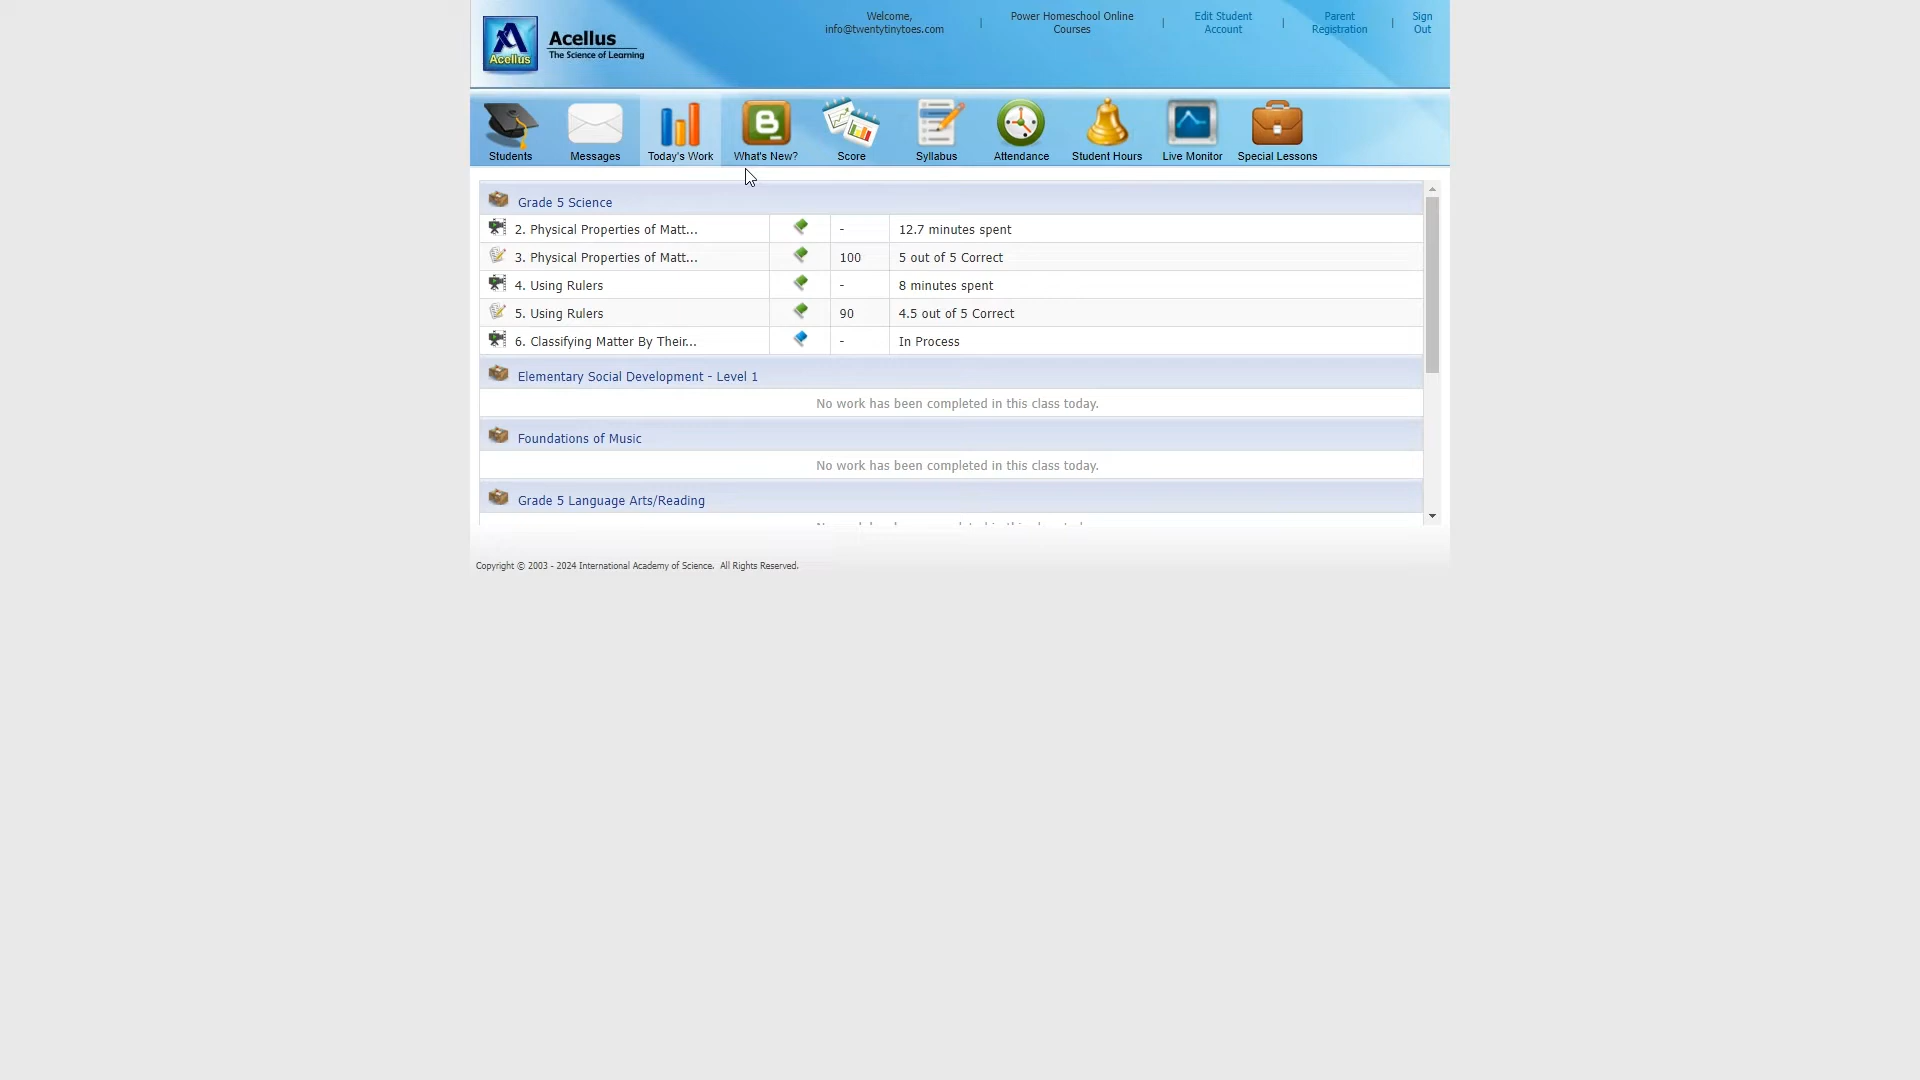 Acellus
Acellus
The Science of Learning
Welcome,
info@twentytinytoes.com
|
Power Homeschool Online
Courses
|
Edit Student
Account
|
Parent
Registration
|
Sign
Out
Students
Messages
Today's Work
What's New?
Score
Syllabus
Attendance
Student Hours
Live Monitor
Special Lessons
Grade 5 Science
2. Physical Properties of Matt... - 12.7 minutes spent
3. Physical Properties of Matt... 100 5 out of 5 Correct
4. Using Rulers - 8 minutes spent
5. Using Rulers 90 4.5 out of 5 Correct
6. Classifying Matter By Their... - In Process
Elementary Social Development - Level 1
No work has been completed in this class today.
Foundations of Music
No work has been completed in this class today.
Grade 5 Language Arts/Reading
Copyright © 2003 - 2024 International Academy of Science. All Rights Reserved.